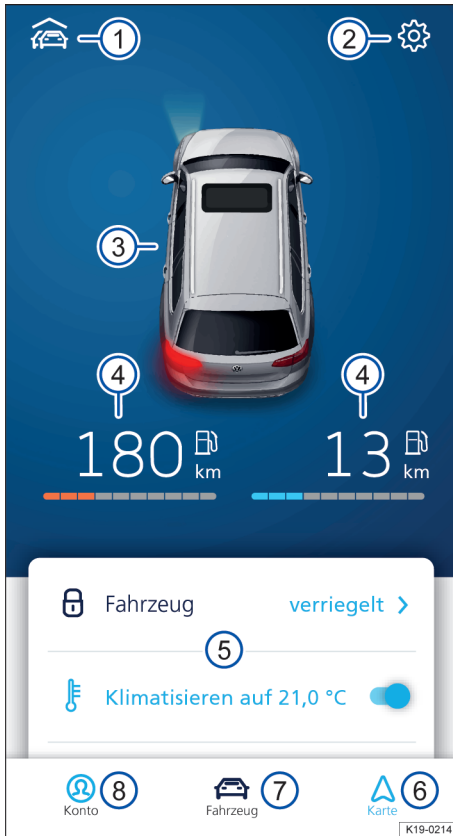 1
2
3
4
4
180 km
13 km
Fahrzeug verriegelt
5
Klimatisieren auf 21,0 °C
8
7
6
Konto
Fahrzeug
Karte
K19-0214